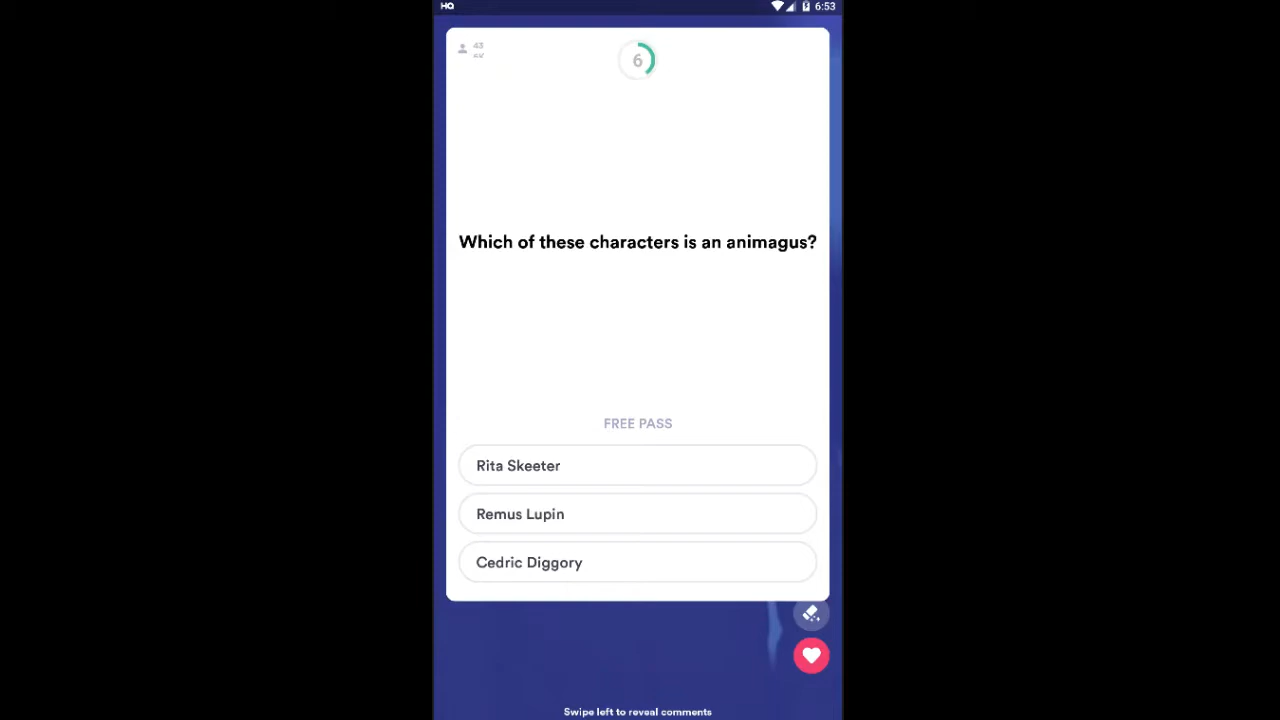 HQ
6:53
43
6
Which of these characters is an animagus?
FREE PASS
Rita Skeeter
Remus Lupin
Cedric Diggory
Swipe left to reveal comments